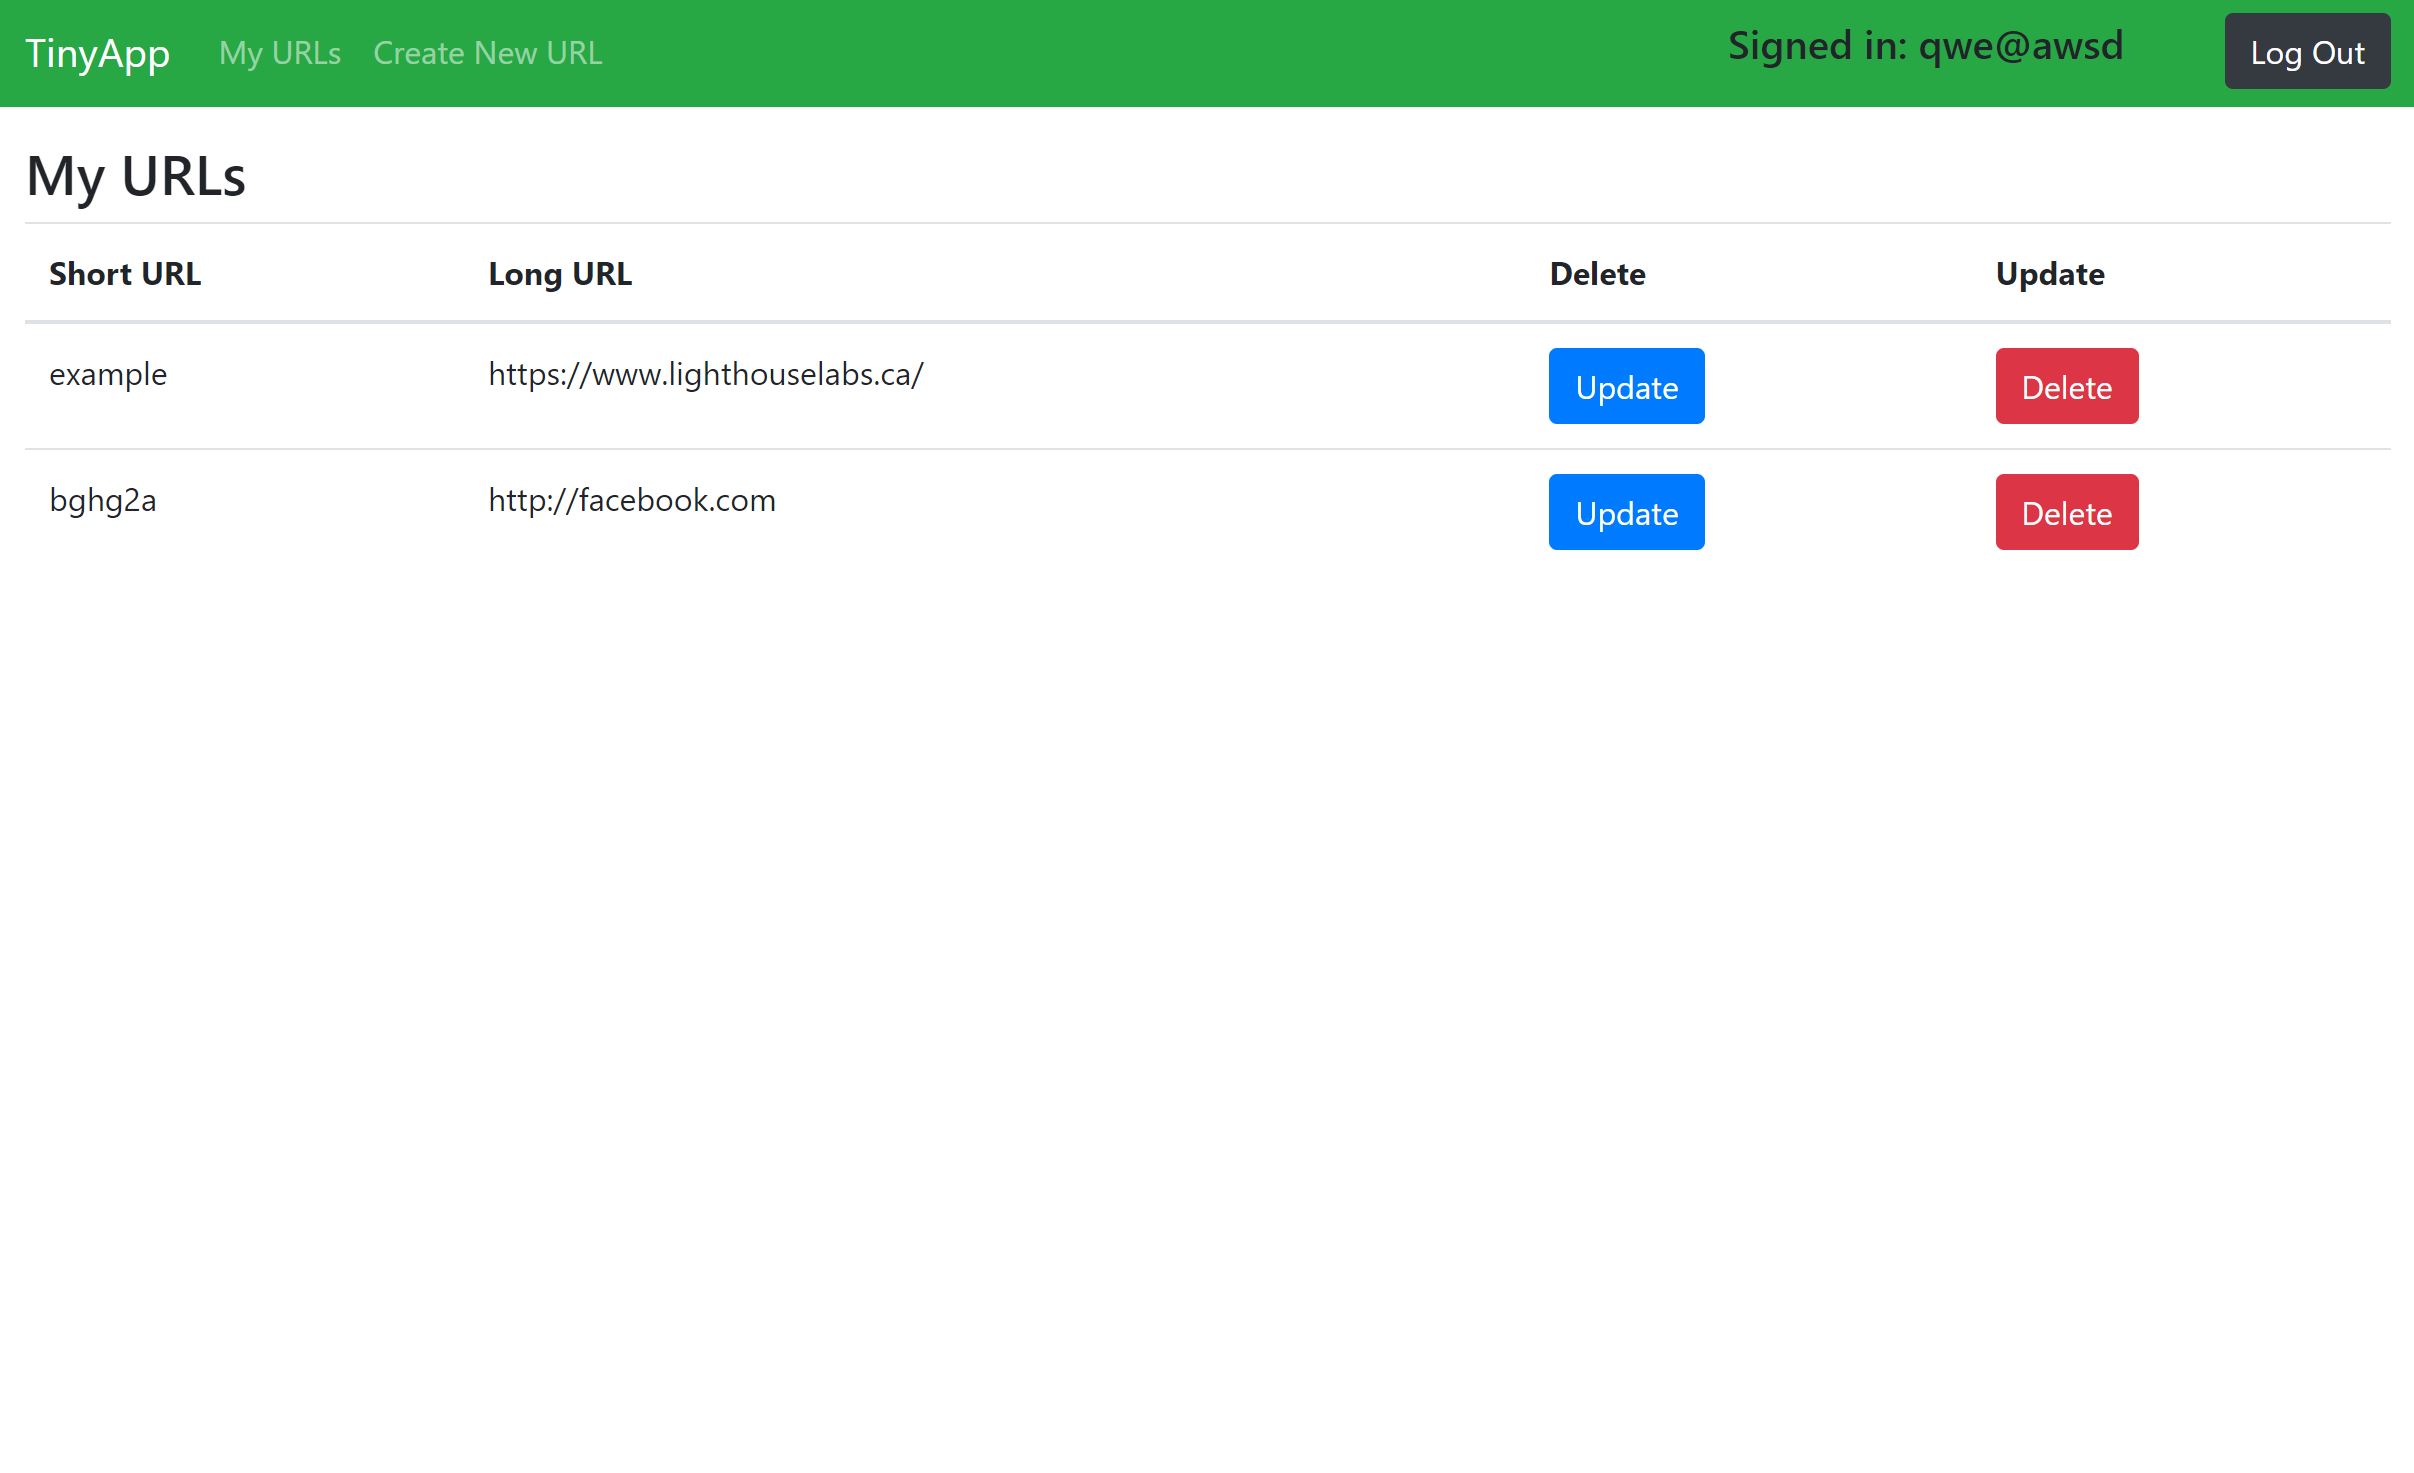 TinyApp My URLs Create New URL Signed in: qwe@awsd Log Out
My URLs
Short URL Long URL Delete Update
example https://www.lighthouselabs.ca/ Update Delete
bghg2a http://facebook.com Update Delete